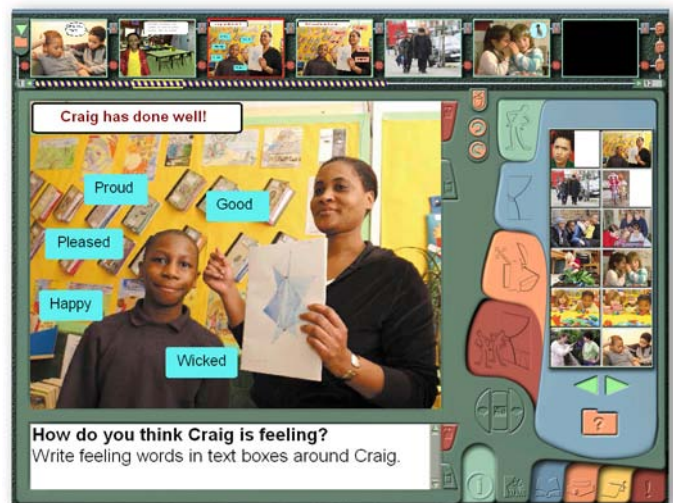 Craig has done well!
Proud
Good
Pleased
Happy
Wicked
How do you think Craig is feeling?
Write feeling words in text boxes around Craig.